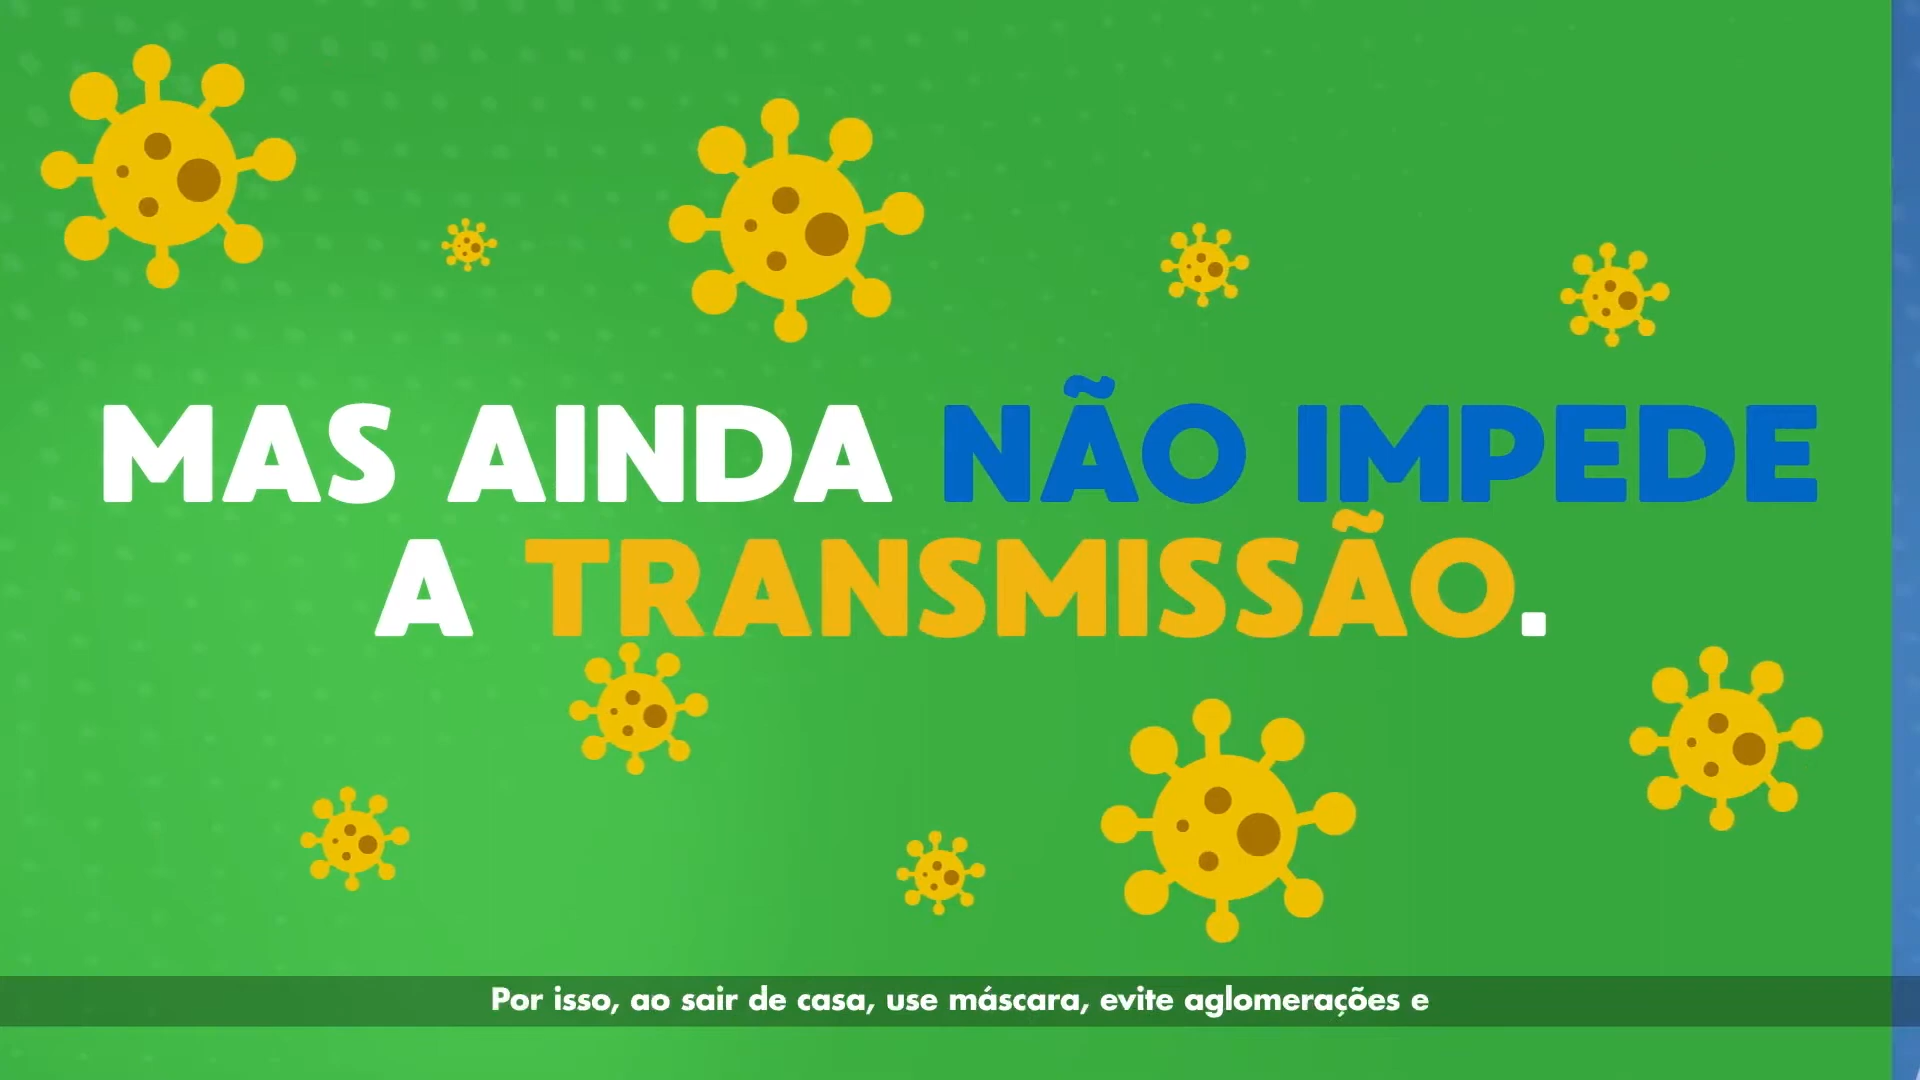 MAS AINDA NÃO IMPEDE
A TRANSMISSÃO.
Por isso, ao sair de casa, use máscara, evite aglomerações e